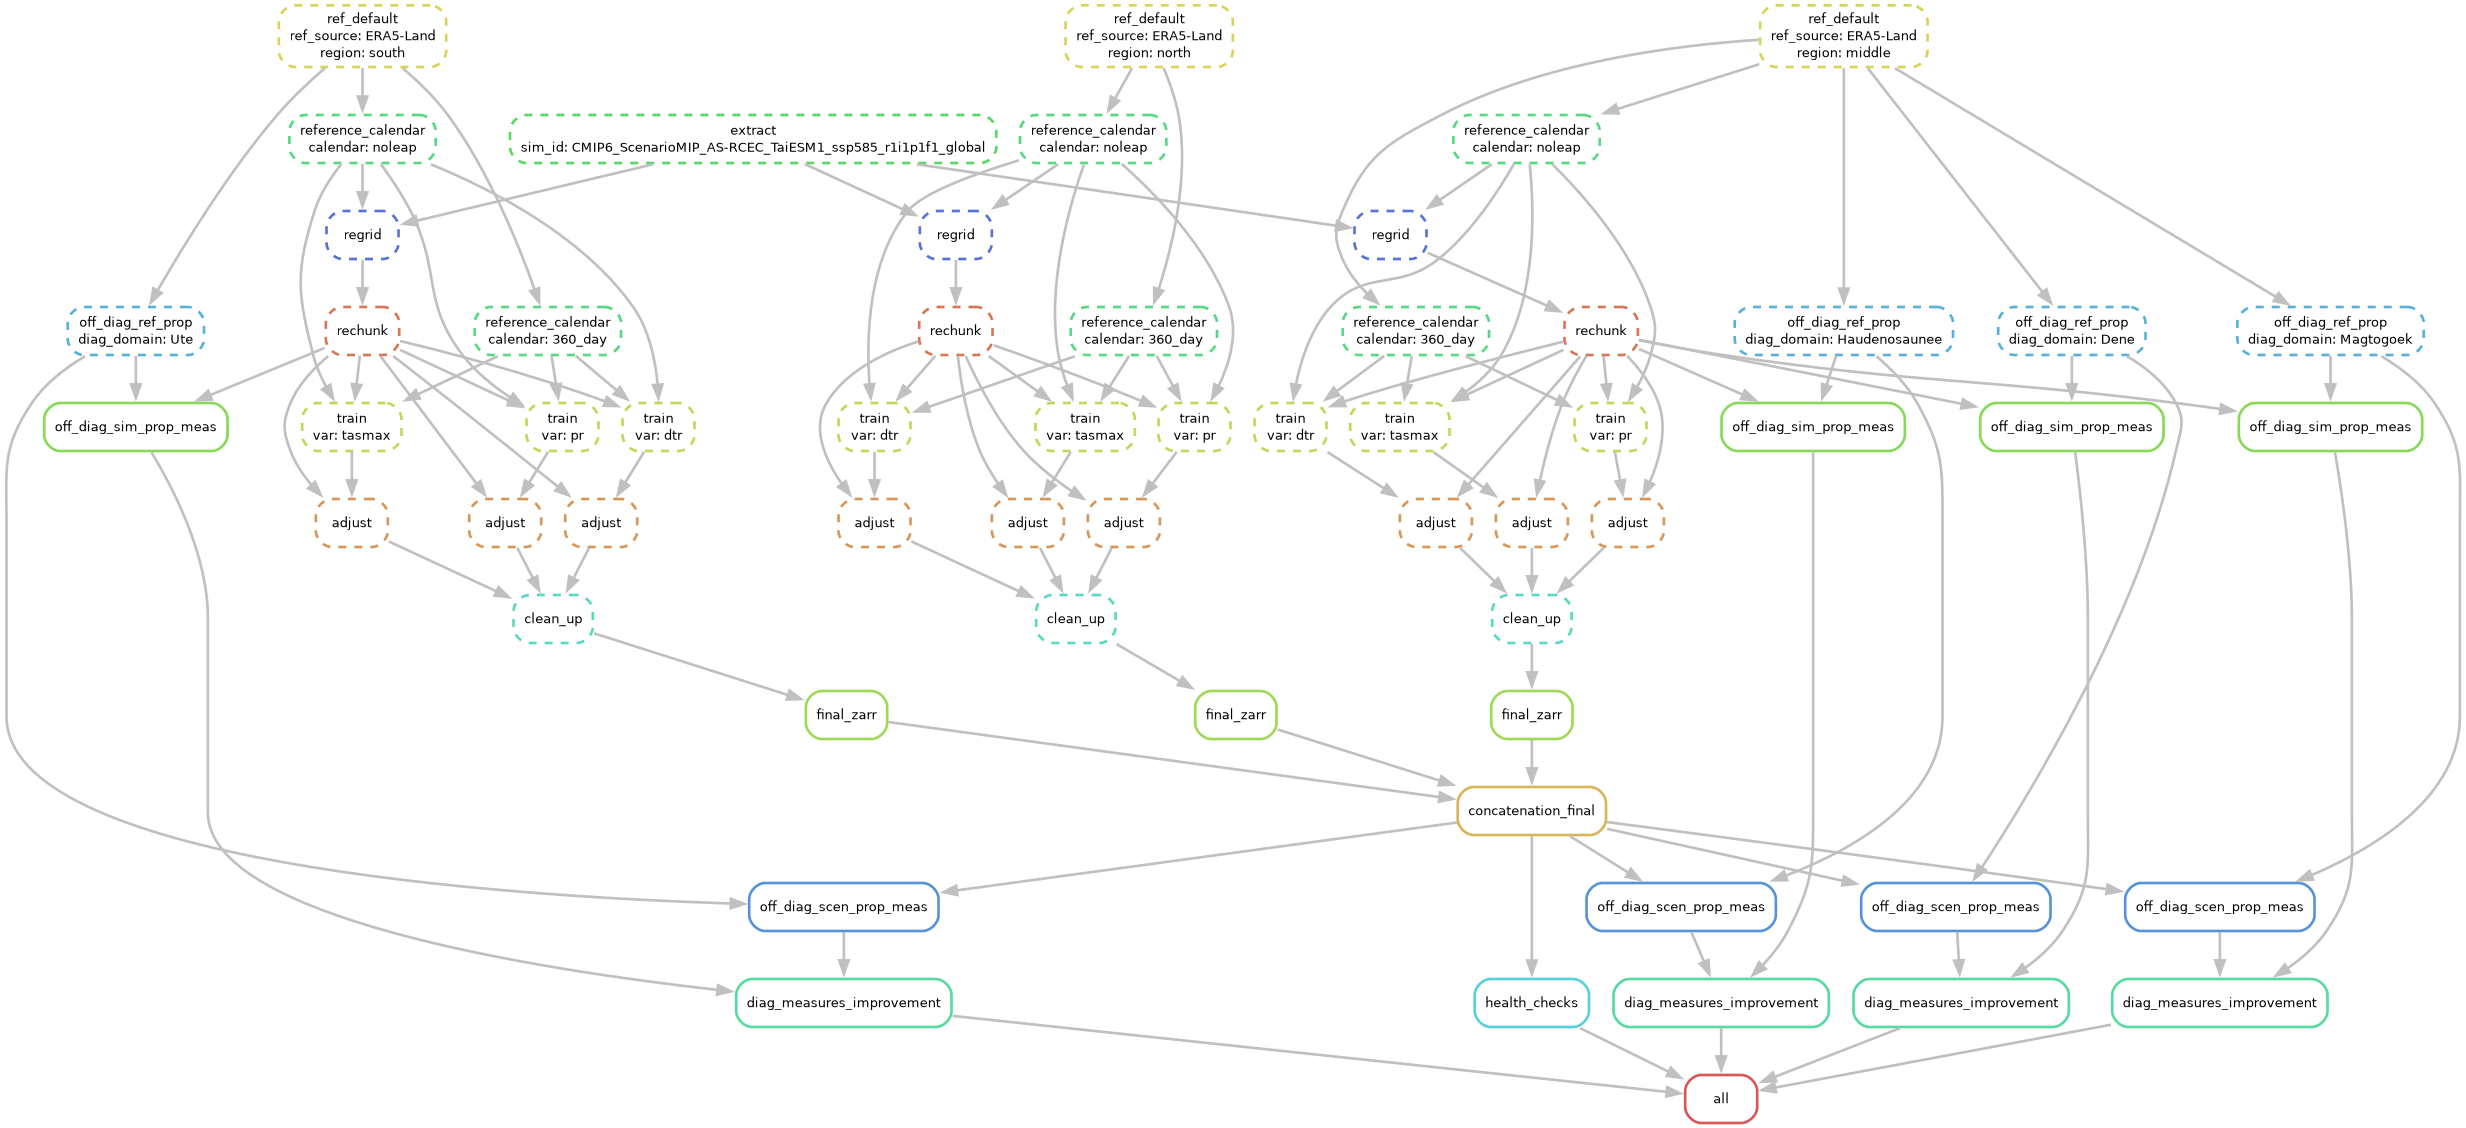 ref_default
ref_source: ERA5-Land
region: south
ref_default
ref_source: ERA5-Land
region: north
ref_default
ref_source: ERA5-Land
region: middle
reference_calendar
calendar: noleap
extract
sim_id: CMIP6_ScenarioMIP_AS-RCEC_TaiESM1_ssp585_r1i1p1f1_global
reference_calendar
calendar: noleap
reference_calendar
calendar: noleap
regrid
regrid
regrid
off_diag_ref_prop
diag_domain: Ute
rechunk
reference_calendar
calendar: 360_day
rechunk
reference_calendar
calendar: 360_day
reference_calendar
calendar: 360_day
rechunk
off_diag_ref_prop
diag_domain: Haudenosaunee
off_diag_ref_prop
diag_domain: Dene
off_diag_ref_prop
diag_domain: Magtogoek
off_diag_sim_prop_meas
train
var: tasmax
train
var: pr
train
var: dtr
train
var: dtr
train
var: tasmax
train
var: pr
train
var: dtr
train
var: tasmax
train
var: pr
off_diag_sim_prop_meas
off_diag_sim_prop_meas
off_diag_sim_prop_meas
adjust
adjust
adjust
adjust
adjust
adjust
adjust
adjust
adjust
clean_up
clean_up
clean_up
final_zarr
final_zarr
final_zarr
concatenation_final
off_diag_scen_prop_meas
off_diag_scen_prop_meas
off_diag_scen_prop_meas
off_diag_scen_prop_meas
diag_measures_improvement
health_checks
diag_measures_improvement
diag_measures_improvement
diag_measures_improvement
all